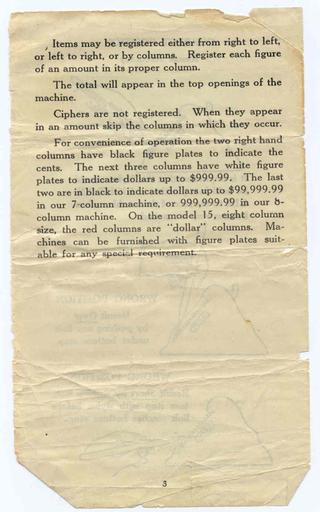 Items may be registered either from right to left,
or left to right, or by columns. Register each figure
of an amount in its proper column.
The total will appear in the top openings of the
machine.
Ciphers are not registered. When they appear
in an amount skip the columns in which they occur.
For convenience of operation the two right hand
columns have black figure plates to indicate the
cents. The next three columns have white figure
plates to indicate dollars up to $999.99. The last
two are in black to indicate dollars up to $99,999.99
in our 7-column machine, or 999,999.99 in our 8-
column machine. On the model 15, eight column
size, the red columns are "dollar" columns. Ma-
chines can be furnished with figure plates suit-
able for any special requirement.
WRONG POSITION
3